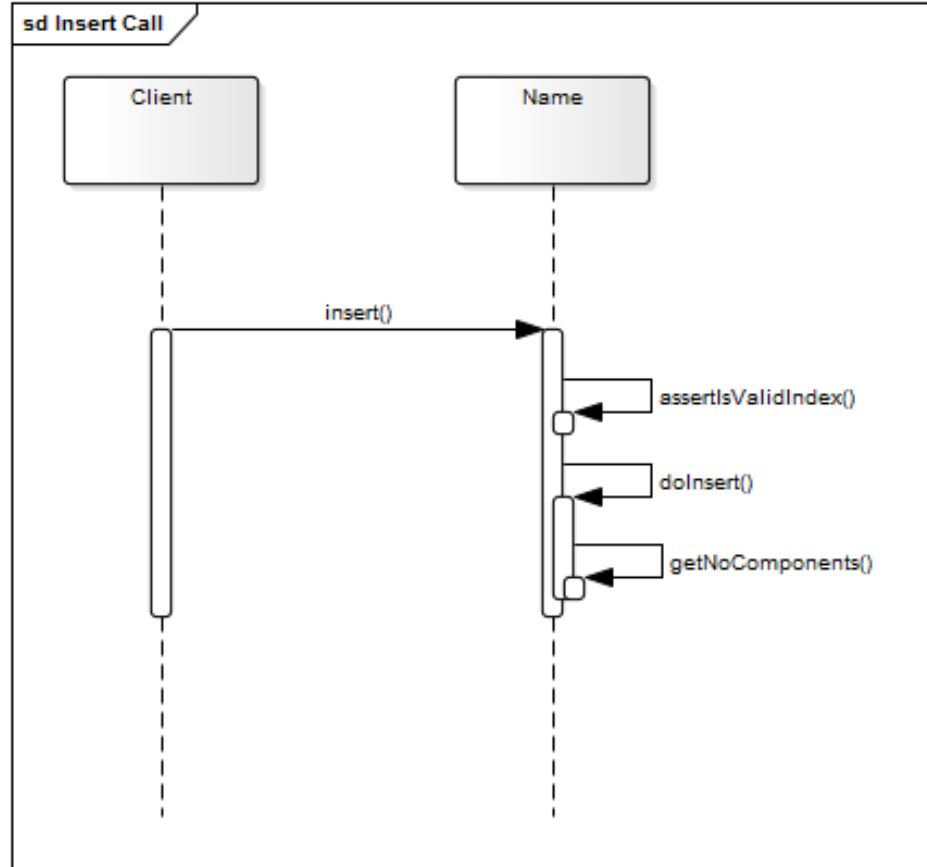 sd Insert Call
Client
Name
insert()
assertIsValidIndex()
doInsert()
getNoComponents()